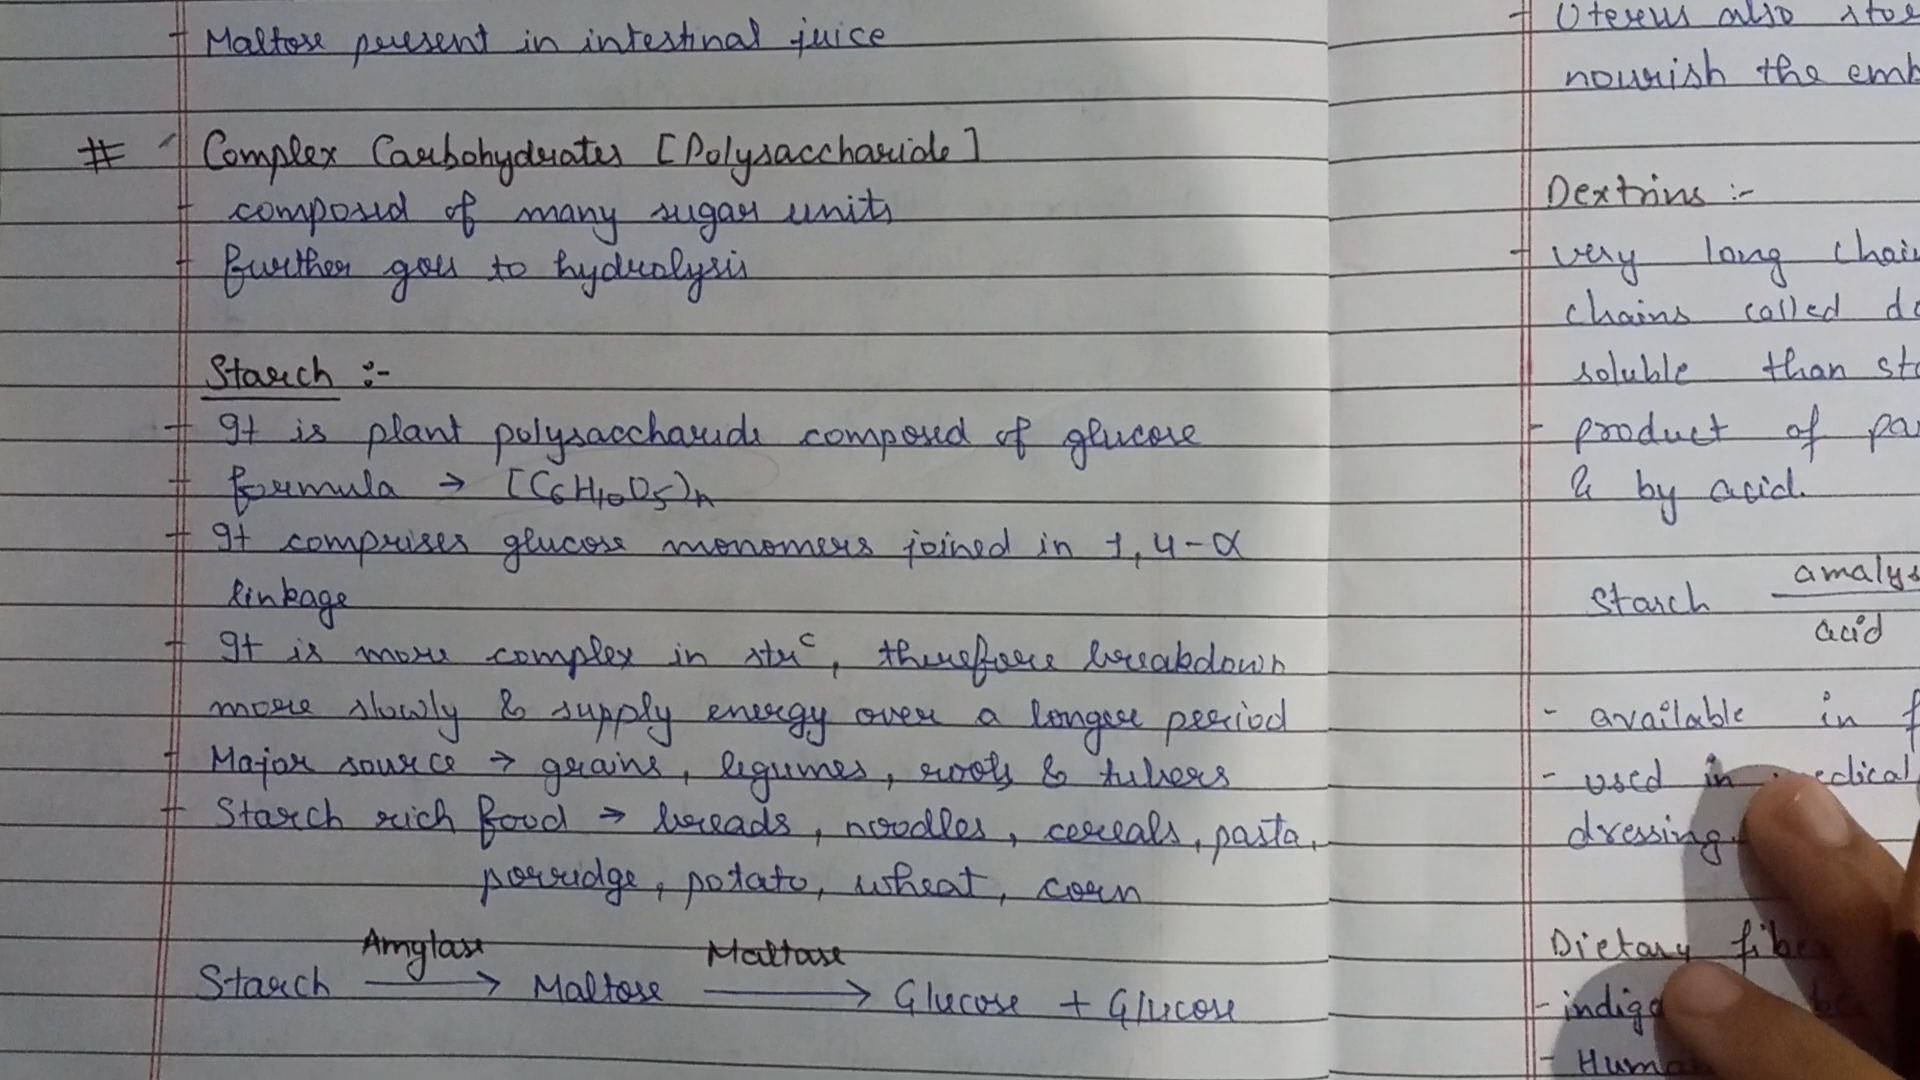 - Maltose present in intestinal juice
# Complex Carbohydrates [Polysaccharide]
- composed of many sugar units
- further goes to hydrolysis
Starch :-
- It is plant polysaccharide composed of glucose
- formula → [C6H10O5)n
- It comprises glucose monomers joined in 1,4-α
linkage
- It is more complex in strᶜ, therefore breakdown
more slowly & supply energy over a longer period
- Major source → grains, legumes, roots & tubers
- Starch rich food → breads, noodles, cereals, pasta,
porridge, potato, wheat, corn
Amylase Maltase
Starch → Maltose → Glucose + Glucose
- Uterus also
nourish the
Dextrins :-
- very long
chains called
soluble than
- product of
& by acid.
Starch
acid
- available in
- used in
dressing.
Dietary